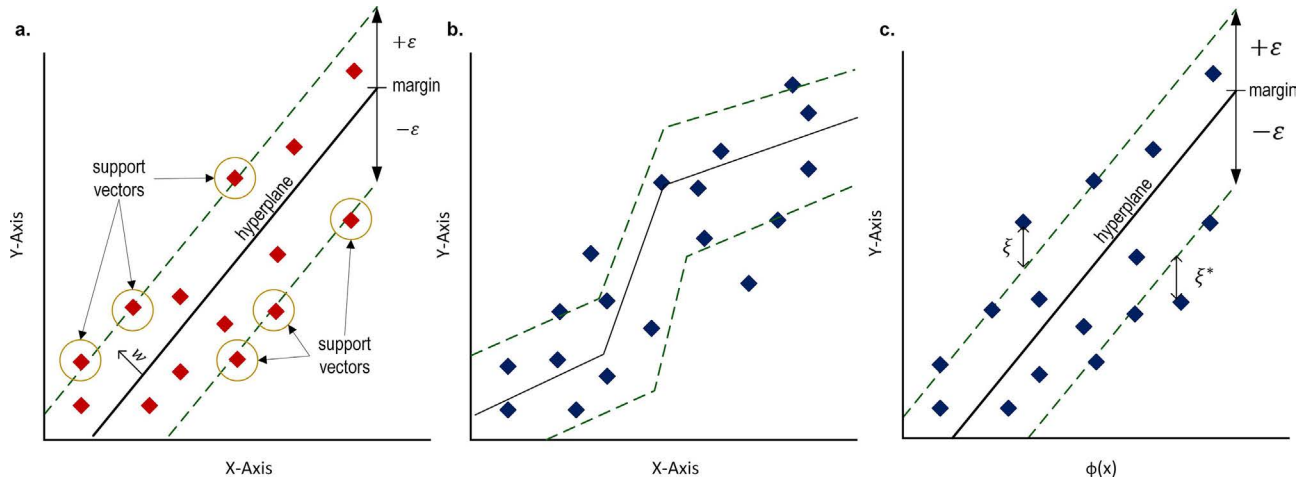 a.
+ε
margin
−ε
support
vectors
hyperplane
w
support
vectors
Y-Axis
X-Axis
b.
Y-Axis
X-Axis
c.
+ε
margin
−ε
ξ
hyperplane
ξ*
Y-Axis
ϕ(x)